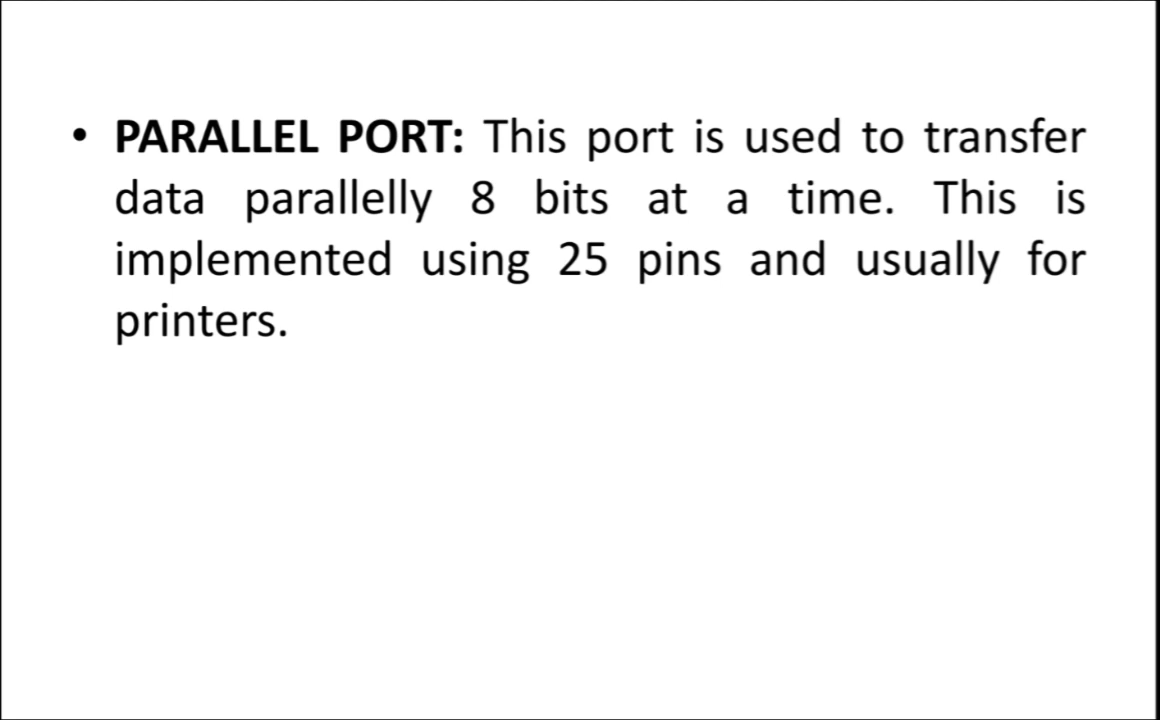 • PARALLEL PORT: This port is used to transfer
data parallelly 8 bits at a time. This is
implemented using 25 pins and usually for
printers.